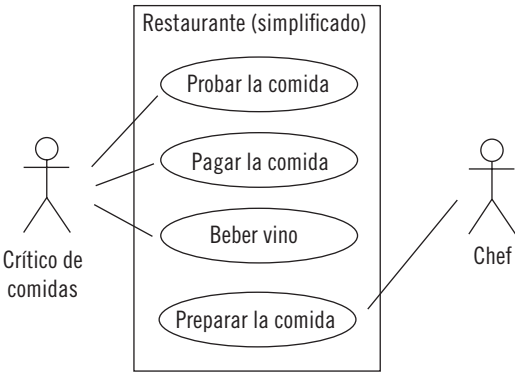 Restaurante (simplificado)
Probar la comida
Pagar la comida
Beber vino
Preparar la comida
Crítico de
comidas
Chef